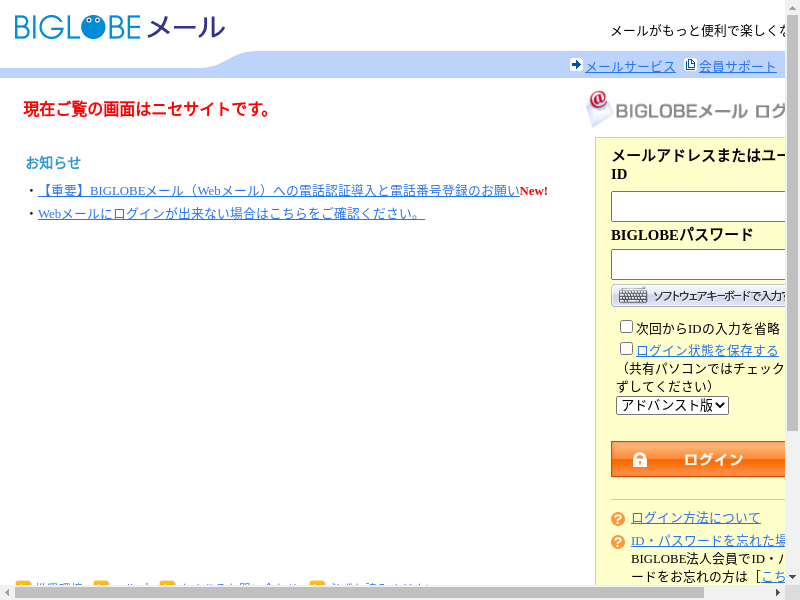 BIGLOBEメール
メールがもっと便利で楽しくな
メールサービス 会員サポート
現在ご覧の画面はニセサイトです。
BIGLOBEメール ログ
お知らせ
・【重要】BIGLOBEメール（Webメール）への電話認証導入と電話番号登録のお願いNew!
・Webメールにログインが出来ない場合はこちらをご確認ください。
メールアドレスまたはユー
ID
BIGLOBEパスワード
ソフトウェアキーボードで入力す
次回からIDの入力を省略
ログイン状態を保存する
（共有パソコンではチェック
ずしてください）
アドバンスト版
ログイン
ログイン方法について
ID・パスワードを忘れた場
BIGLOBE法人会員でID・パ
ードをお忘れの方は［こち